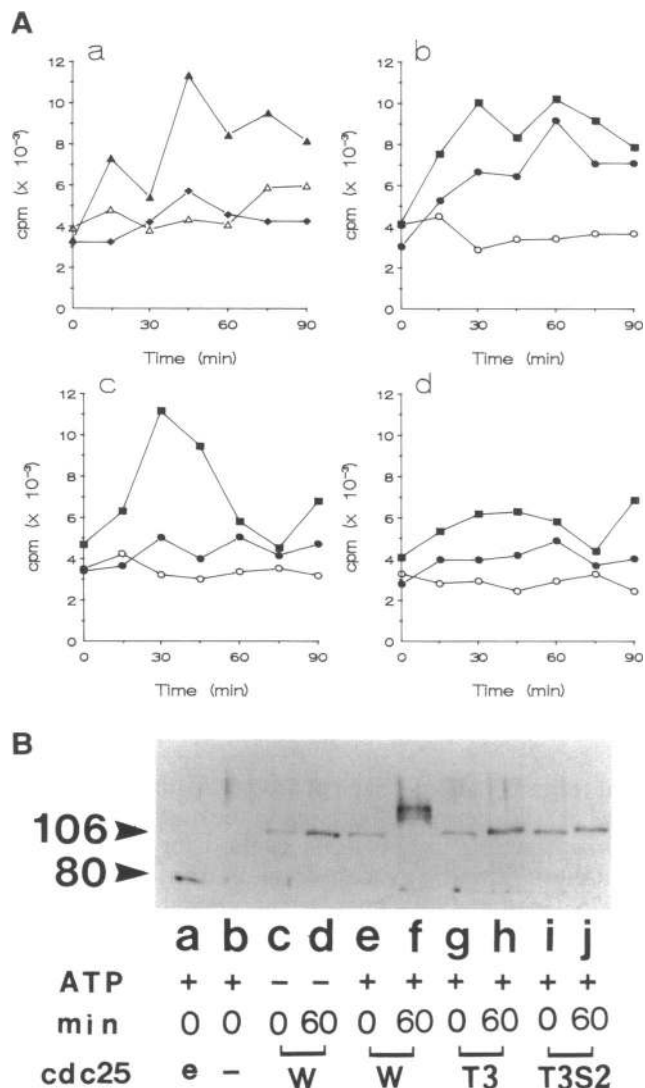 A
a
b
cpm (x 10⁻³)
12
10
8
6
4
2
0
0 30 60 90
Time (min)
cpm (x 10⁻³)
12
10
8
6
4
2
0
0 30 60 90
Time (min)
c
d
cpm (x 10⁻³)
12
10
8
6
4
2
0
0 30 60 90
Time (min)
cpm (x 10⁻³)
12
10
8
6
4
2
0
0 30 60 90
Time (min)
B
106
80
a b c d e f g h i j
ATP + + − − + + + + + +
min 0 0 0 60 0 60 0 60 0 60
cdc25 e − W W T3 T3S2